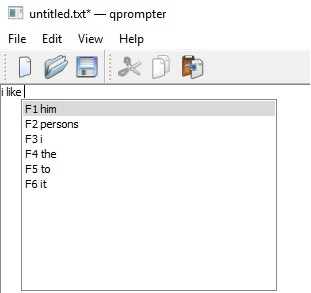 untitled.txt* — qprompter
File Edit View Help
i like
F1 him
F2 persons
F3 i
F4 the
F5 to
F6 it